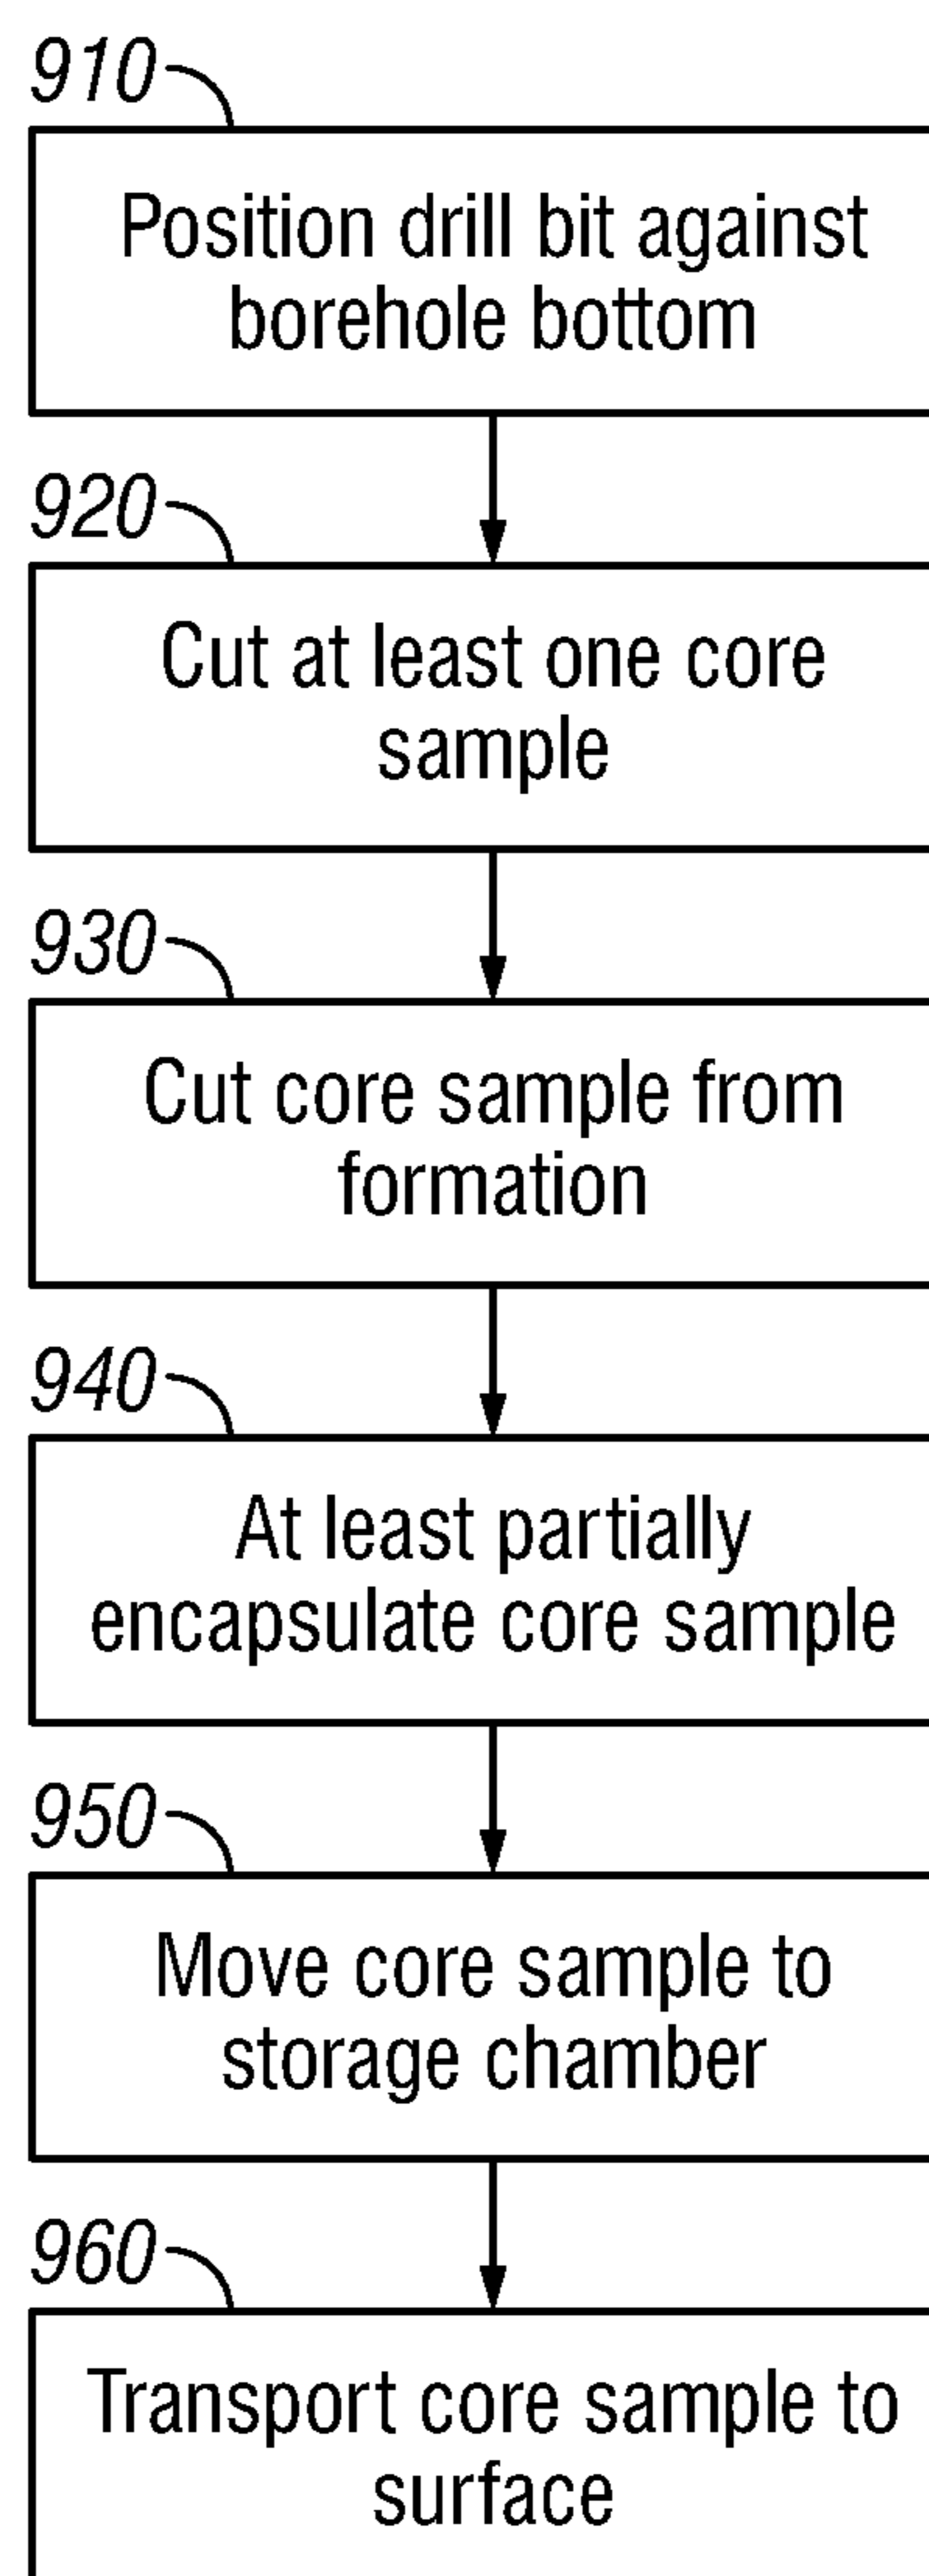 910
Position drill bit against
borehole bottom
920
Cut at least one core
sample
930
Cut core sample from
formation
940
At least partially
encapsulate core sample
950
Move core sample to
storage chamber
960
Transport core sample to
surface